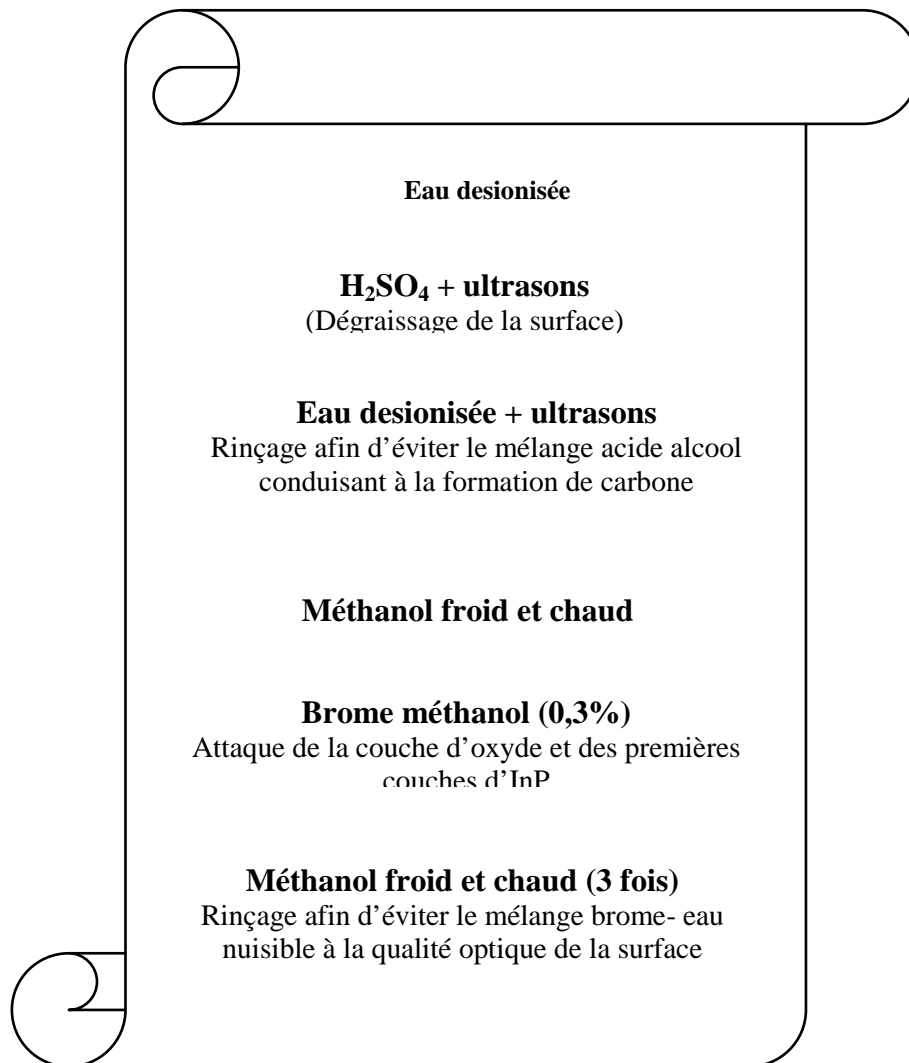 Eau desionisée
H₂SO₄ + ultrasons
(Dégraissage de la surface)
Eau desionisée + ultrasons
Rinçage afin d’éviter le mélange acide alcool
conduisant à la formation de carbone
Méthanol froid et chaud
Brome méthanol (0,3%)
Attaque de la couche d’oxyde et des premières
couches d’InP
Méthanol froid et chaud (3 fois)
Rinçage afin d’éviter le mélange brome- eau
nuisible à la qualité optique de la surface